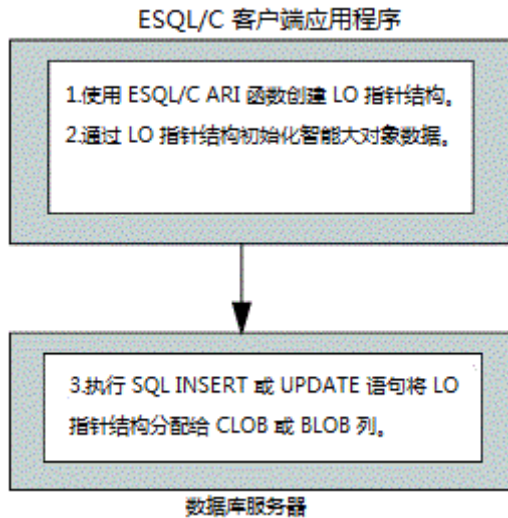 ESQL/C 客户端应用程序
1.使用 ESQL/C ARI 函数创建 LO 指针结构。
2.通过 LO 指针结构初始化智能大对象数据。
3.执行 SQL INSERT 或 UPDATE 语句将 LO
指针结构分配给 CLOB 或 BLOB 列。
数据库服务器